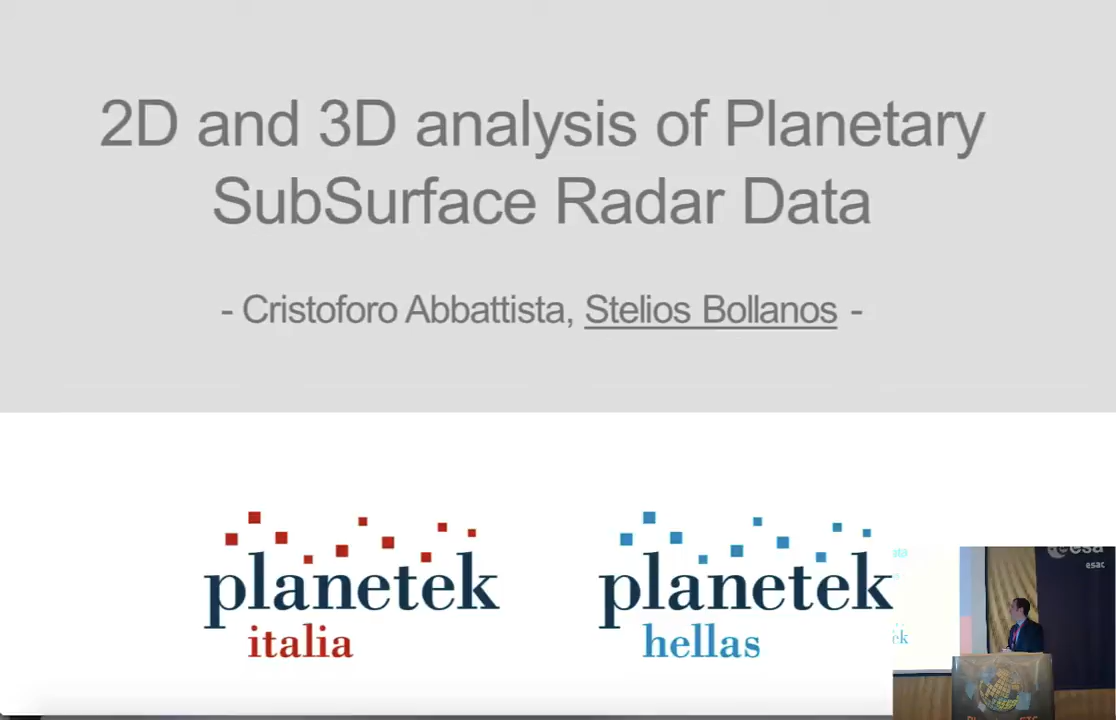 2D and 3D analysis of Planetary
SubSurface Radar Data
- Cristoforo Abbattista, Stelios Bollanos -
planetek
italia
planetek
hellas
esa
esac